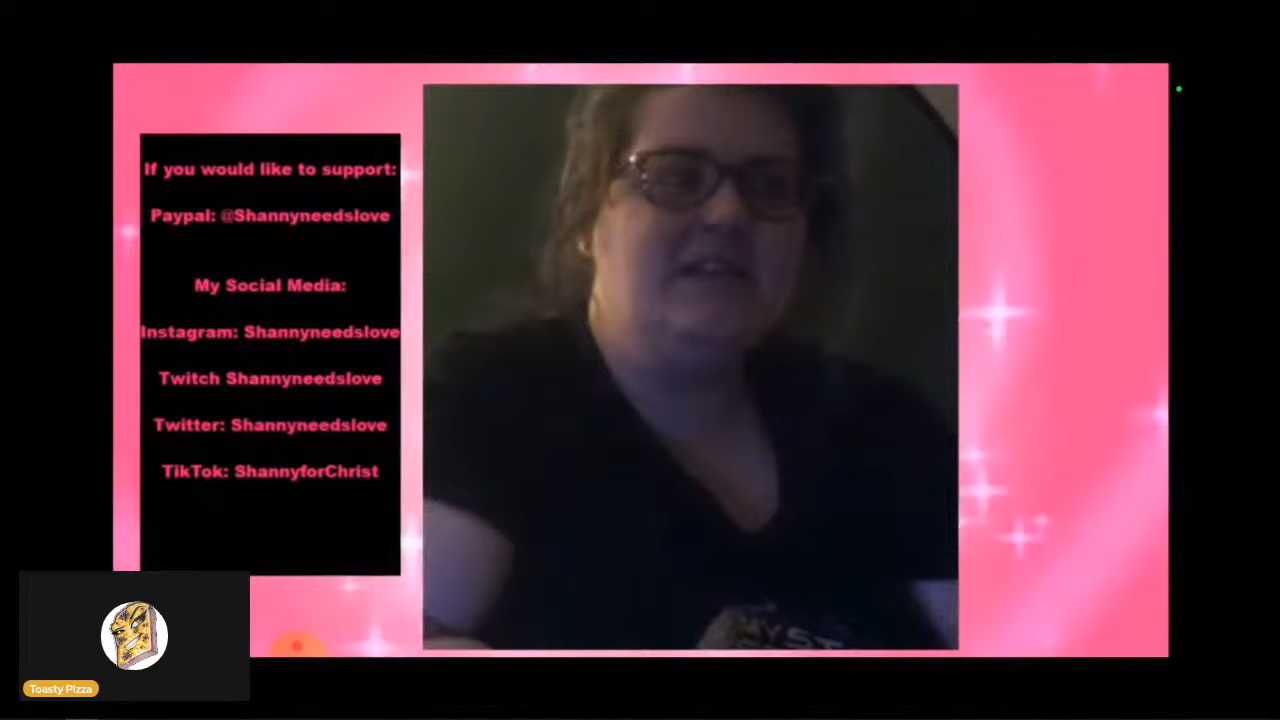 If you would like to support:
Paypal: @Shannyneedslove
My Social Media:
Instagram: Shannyneedslove
Twitch Shannyneedslove
Twitter: Shannyneedslove
TikTok: ShannyforChrist
MYST
Toasty Pizza